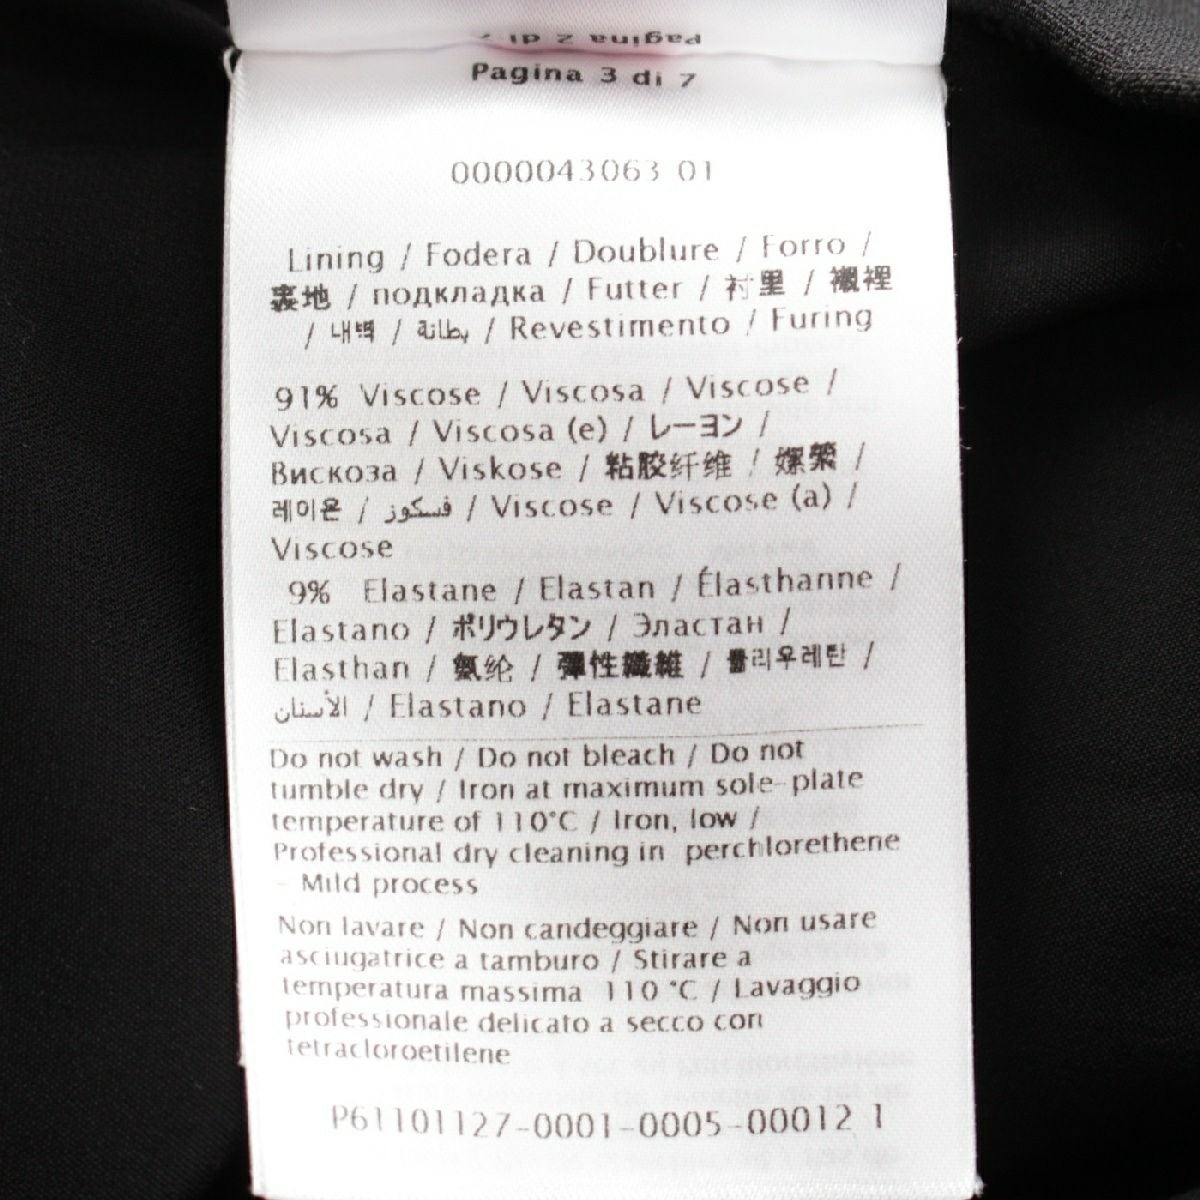 Pagina 2 di 7
Pagina 3 di 7
0000043063 01
Lining / Fodera / Doublure / Forro /
裏地 / подкладка / Futter / 衬里 / 襯裡
/ 내벽 / بطانة / Revestimento / Furing
91% Viscose / Viscosa / Viscose /
Viscosa / Viscosa (e) / レーヨン /
Вискоза / Viskose / 粘胶纤维 / 嫘縈 /
레이온 / فسكوز / Viscose / Viscose (a) /
Viscose
9% Elastane / Elastan / Élasthanne /
Elastano / ポリウレタン / Эластан /
Elasthan / 氨纶 / 彈性纖維 / 폴리우레탄 /
الأستان / Elastano / Elastane
Do not wash / Do not bleach / Do not
tumble dry / Iron at maximum sole-plate
temperature of 110°C / Iron, low /
Professional dry cleaning in perchlorethene
- Mild process
Non lavare / Non candeggiare / Non usare
asciugatrice a tamburo / Stirare a
temperatura massima 110 °C / Lavaggio
professionale delicato a secco con
tetracloroetilene
P61101127-0001-0005-00012 1